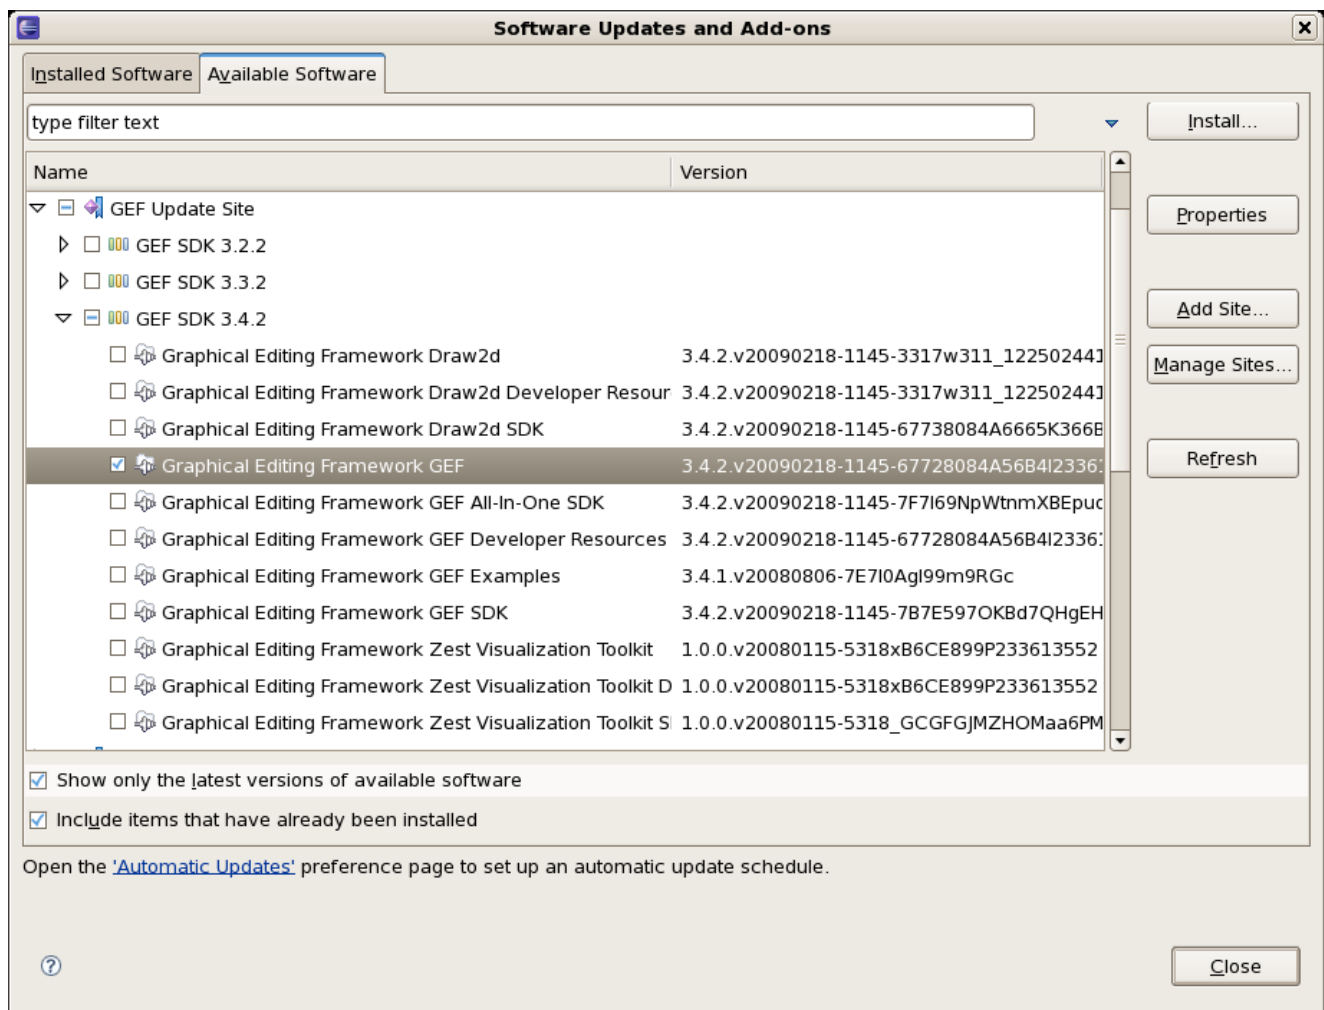 Software Updates and Add-ons
Installed Software Available Software
type filter text
Install...
Name Version
GEF Update Site
Properties
GEF SDK 3.2.2
GEF SDK 3.3.2
Add Site...
GEF SDK 3.4.2
Graphical Editing Framework Draw2d 3.4.2.v20090218-1145-3317w311_122502441
Manage Sites...
Graphical Editing Framework Draw2d Developer Resour 3.4.2.v20090218-1145-3317w311_122502441
Graphical Editing Framework Draw2d SDK 3.4.2.v20090218-1145-67738084A6665K366E
Graphical Editing Framework GEF 3.4.2.v20090218-1145-67728084A56B4I23361
Refresh
Graphical Editing Framework GEF All-In-One SDK 3.4.2.v20090218-1145-7F7I69NpWtnmXBEpuc
Graphical Editing Framework GEF Developer Resources 3.4.2.v20090218-1145-67728084A56B4I23361
Graphical Editing Framework GEF Examples 3.4.1.v20080806-7E7I0AgI99m9RGc
Graphical Editing Framework GEF SDK 3.4.2.v20090218-1145-7B7E597OKBd7QHgEH
Graphical Editing Framework Zest Visualization Toolkit 1.0.0.v20080115-5318xB6CE899P233613552
Graphical Editing Framework Zest Visualization Toolkit D 1.0.0.v20080115-5318xB6CE899P233613552
Graphical Editing Framework Zest Visualization Toolkit S 1.0.0.v20080115-5318_GCGFGJMZHOMaa6PM
Show only the latest versions of available software
Include items that have already been installed
Open the 'Automatic Updates' preference page to set up an automatic update schedule.
Close